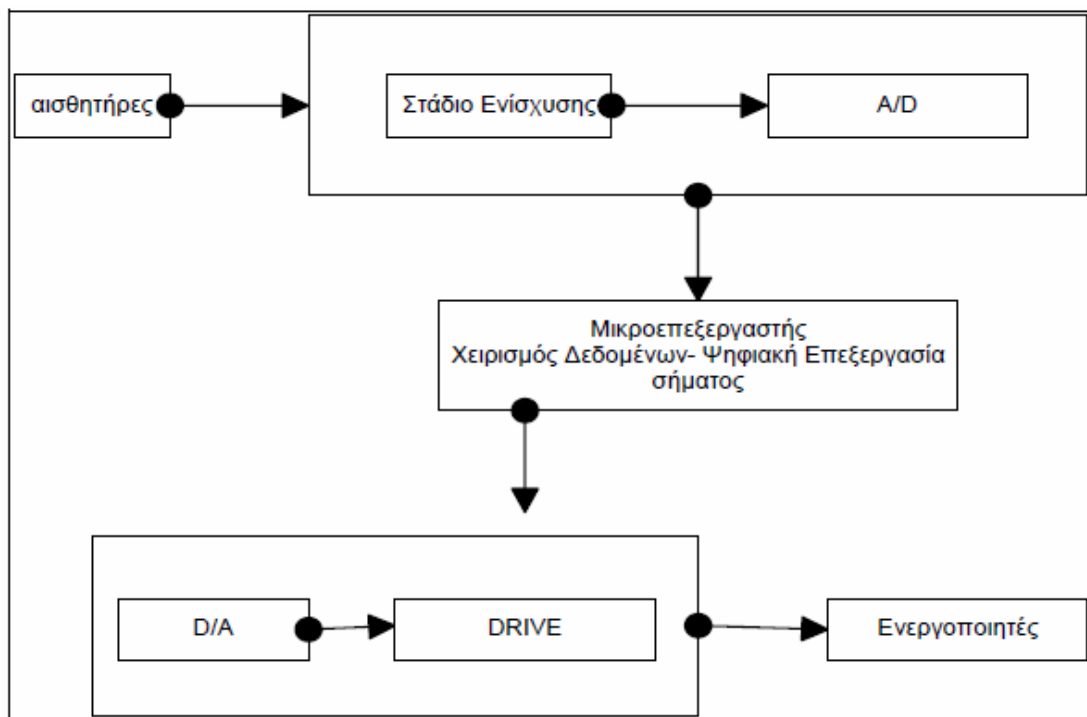 αισθητήρες
Στάδιο Ενίσχυσης
A/D
Μικροεπεξεργαστής
Χειρισμός Δεδομένων- Ψηφιακή Επεξεργασία
σήματος
D/A
DRIVE
Ενεργοποιητές